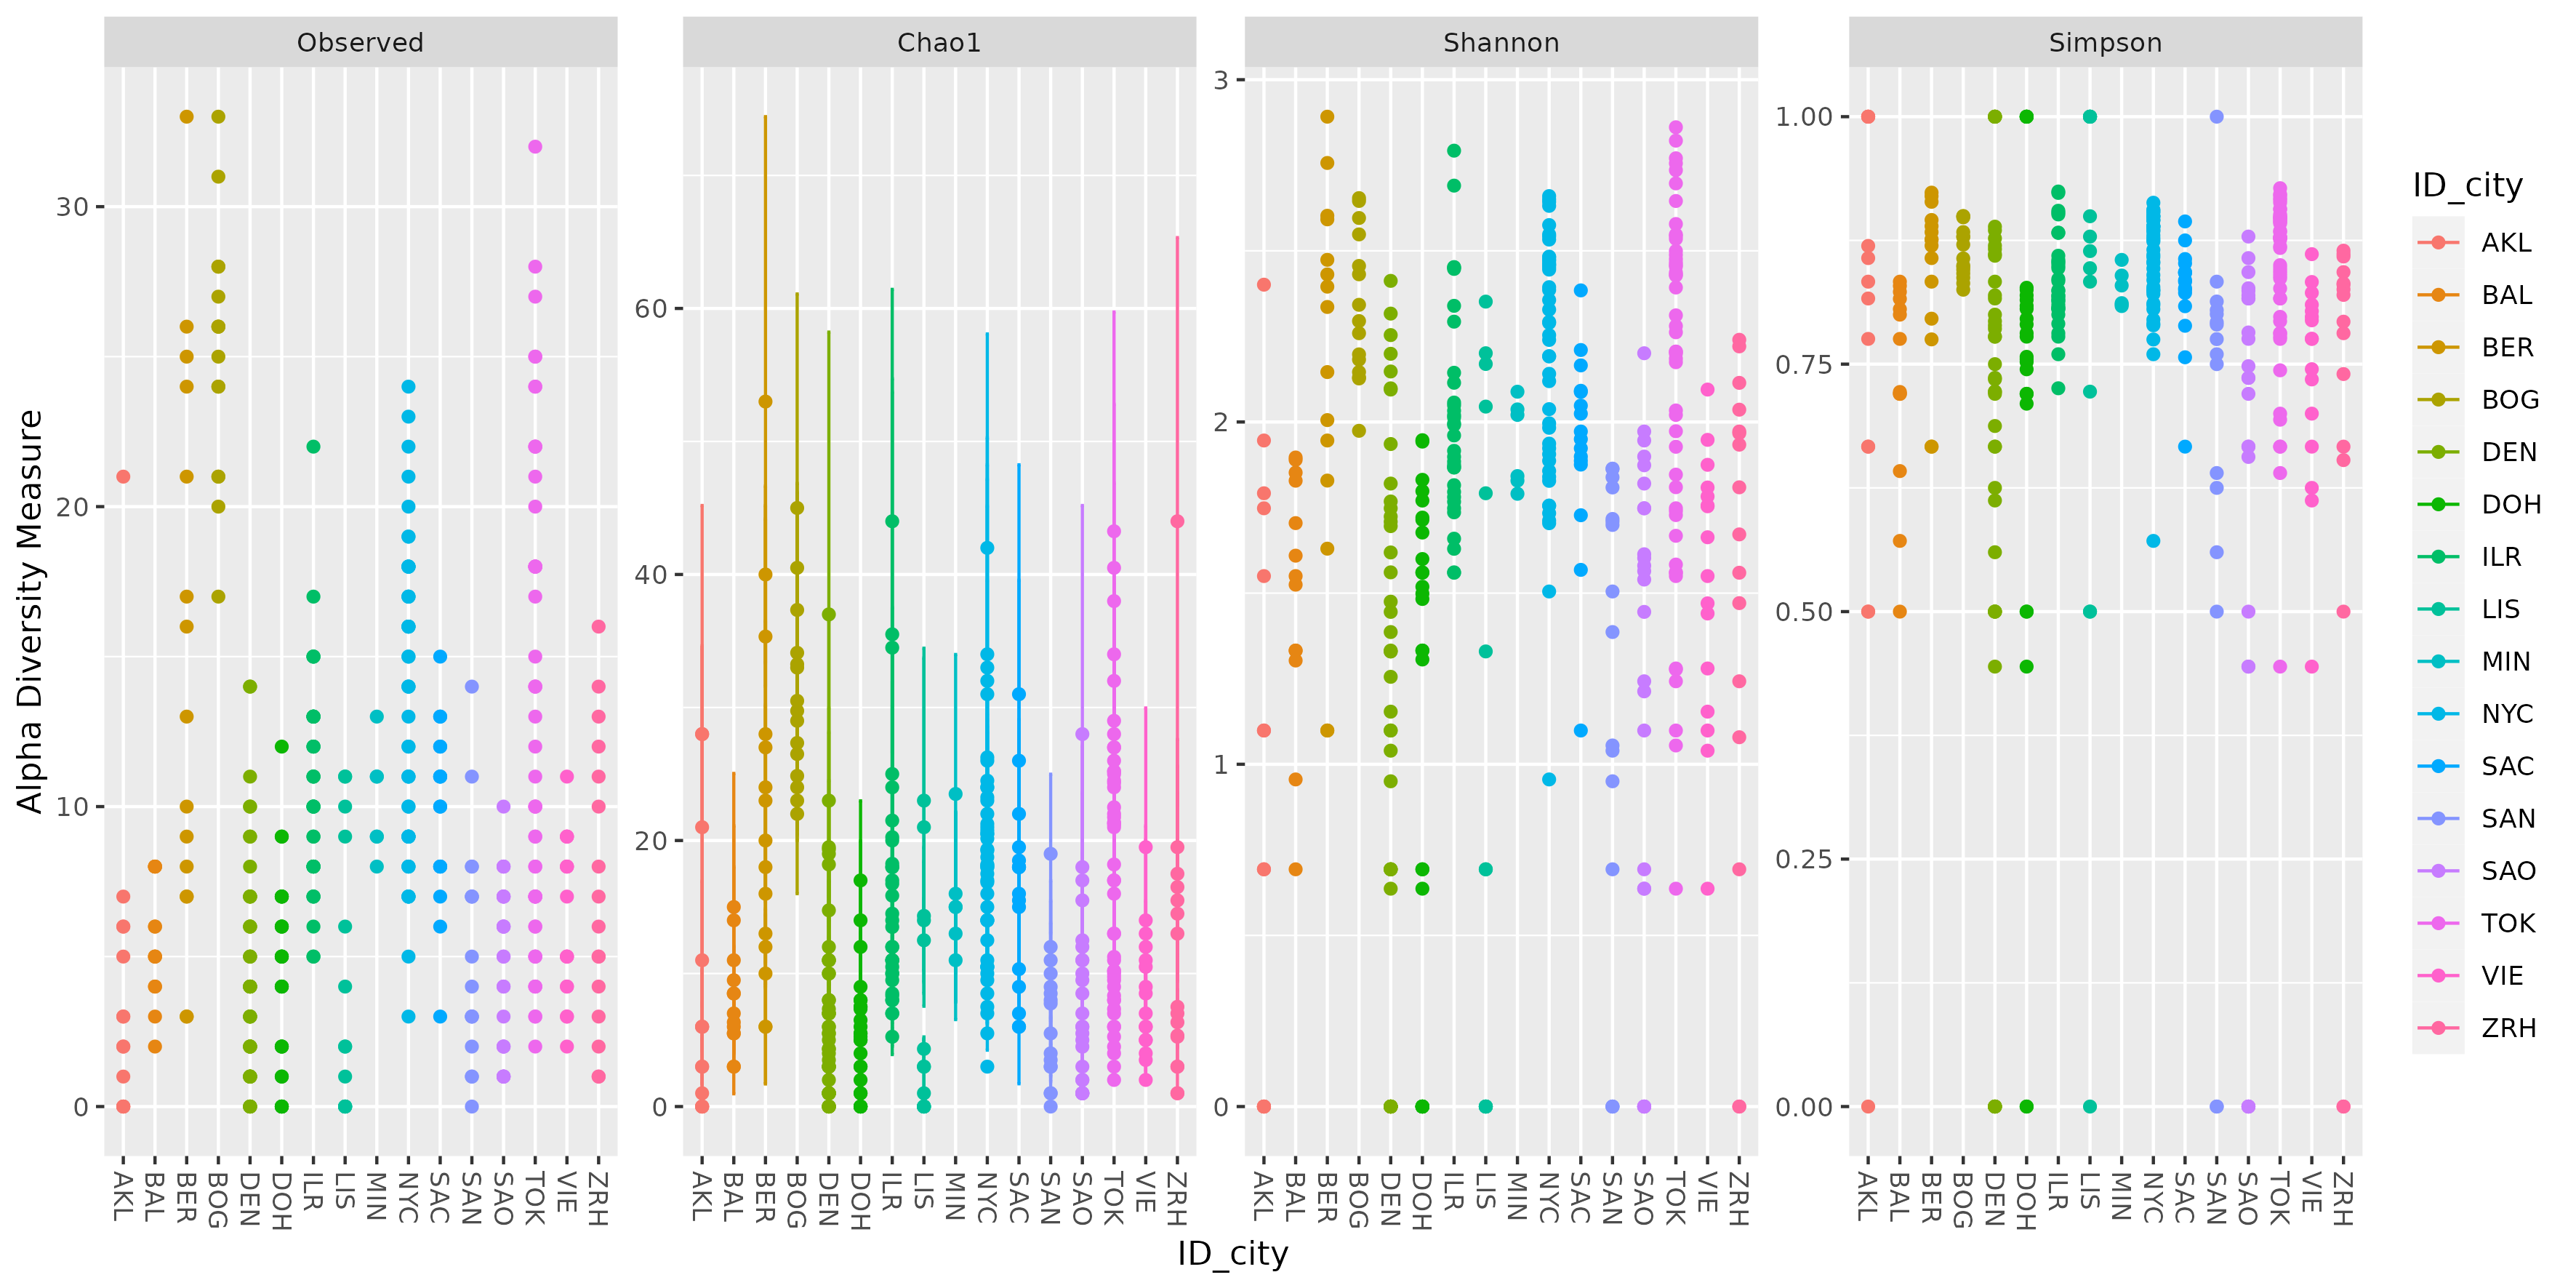 Observed
Chao1
Shannon
Simpson
Alpha Diversity Measure
30
20
10
0
60
40
20
0
3
2
1
0
1.00
0.75
0.50
0.25
0.00
AKL BAL BER BOG DEN DOH ILR LIS MIN NYC SAC SAN SAO TOK VIE ZRH
AKL BAL BER BOG DEN DOH ILR LIS MIN NYC SAC SAN SAO TOK VIE ZRH
AKL BAL BER BOG DEN DOH ILR LIS MIN NYC SAC SAN SAO TOK VIE ZRH
AKL BAL BER BOG DEN DOH ILR LIS MIN NYC SAC SAN SAO TOK VIE ZRH
ID_city
ID_city
AKL
BAL
BER
BOG
DEN
DOH
ILR
LIS
MIN
NYC
SAC
SAN
SAO
TOK
VIE
ZRH